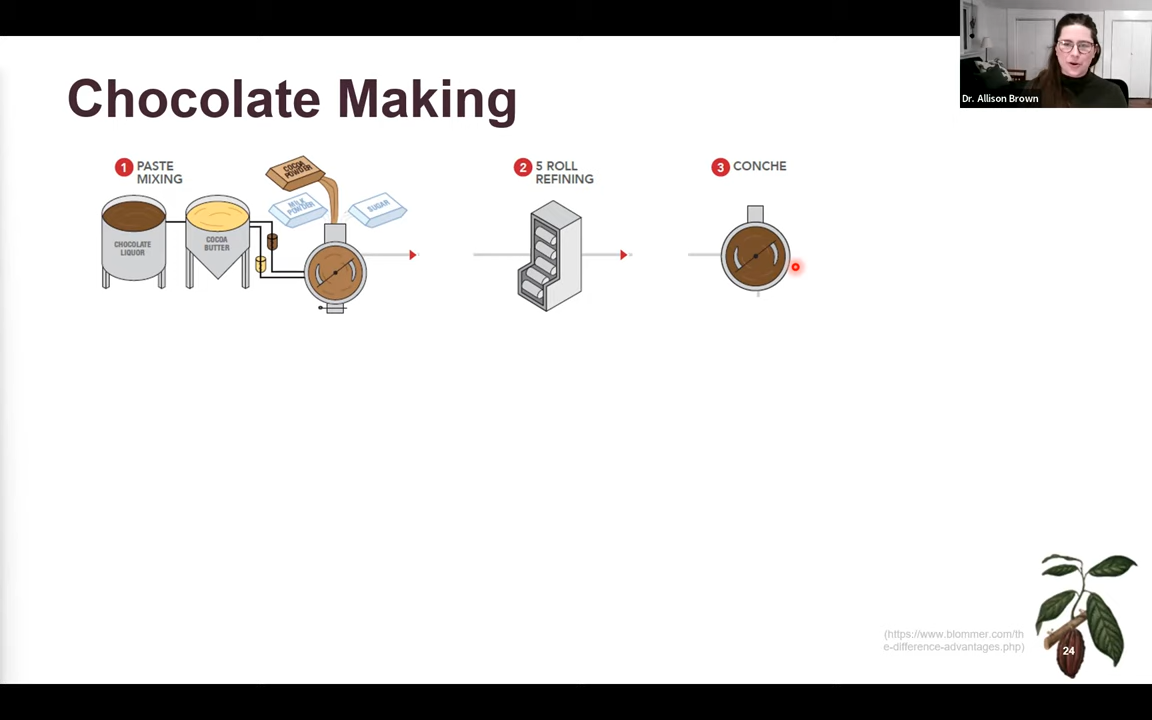 Dr. Allison Brown
Chocolate Making
1 PASTE
MIXING
COCOA
POWDER
MILK
POWDER
SUGAR
CHOCOLATE
LIQUOR
COCOA
BUTTER
2 5 ROLL
REFINING
3 CONCHE
(https://www.blommer.com/th
e-difference-advantages.php)
24